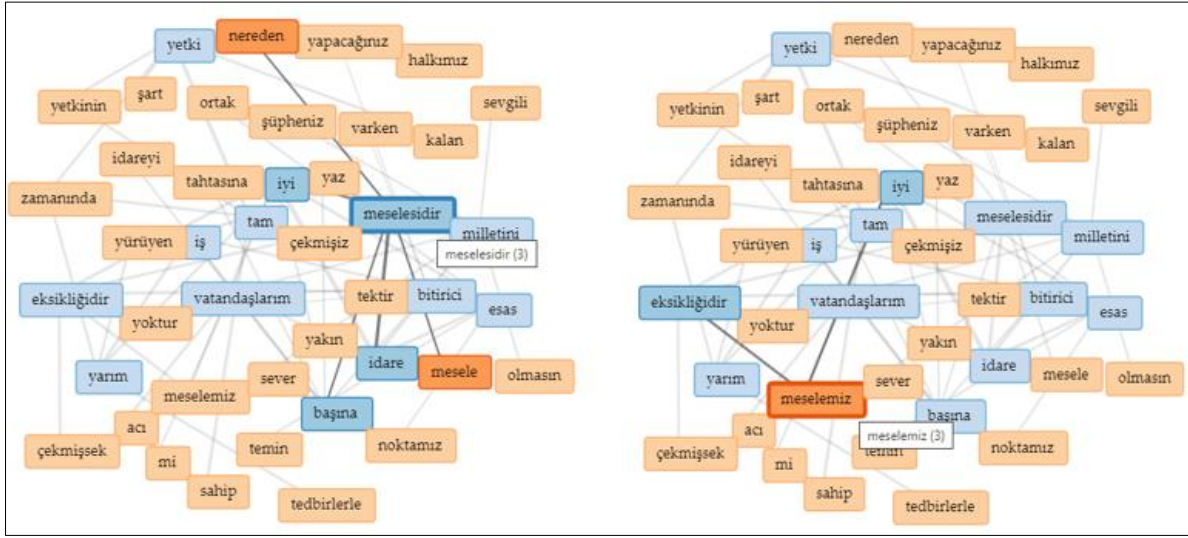 nereden
yetki
yapacağınız
halkımız
yetkinin
şart
ortak
sevgili
şüpheniz
varken
kalan
idareyi
tahtasına
iyi
yaz
zamanında
meselesidir
tam
milletini
yürüyen
iş
çekmişiz
meselesidir (3)
eksikliğidir
vatandaşlarım
tektir
bitirici
esas
yoktur
yakın
idare
mesele
olmasın
yarım
sever
meselemiz
başına
acı
çekmişsek
mi
temin
noktamız
sahip
tedbirlerle
nereden
yetki
yapacağınız
halkımız
yetkinin
şart
ortak
sevgili
şüpheniz
varken
kalan
idareyi
tahtasına
iyi
yaz
zamanında
meselesidir
tam
milletini
yürüyen
iş
çekmişiz
eksikliğidir
vatandaşlarım
tektir
bitirici
esas
yoktur
yakın
idare
mesele
olmasın
yarım
sever
meselemiz
başına
acı
meselemiz (3)
çekmişsek
mi
temin
noktamız
sahip
tedbirlerle